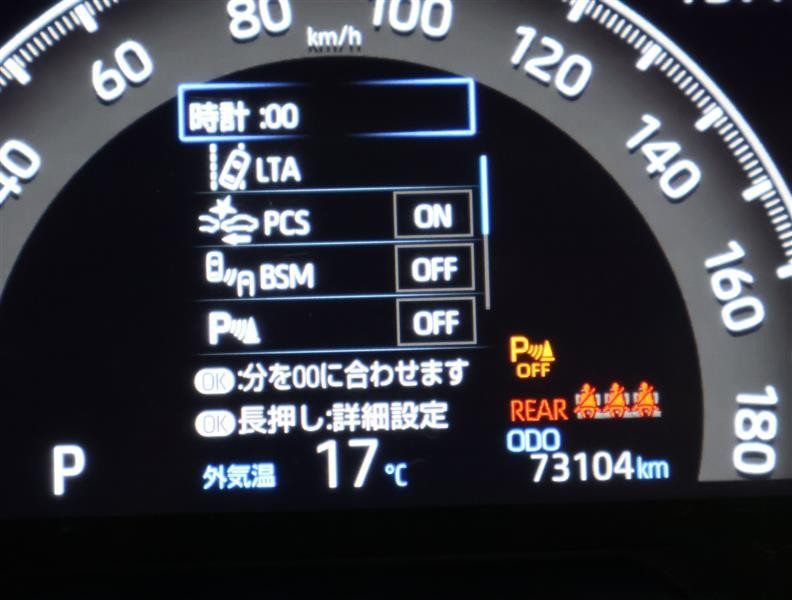 80 100
km/h
60 120
40 140
160
180
時計 :00
LTA
PCS ON
BSM OFF
P OFF
OK :分を00に合わせます
OK 長押し:詳細設定
P OFF
REAR
ODO
73104 km
P 外気温 17 ℃